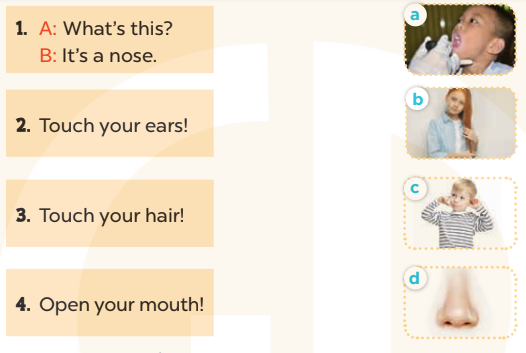 1. A: What's this?
B: It's a nose.
a
2. Touch your ears!
b
3. Touch your hair!
c
4. Open your mouth!
d